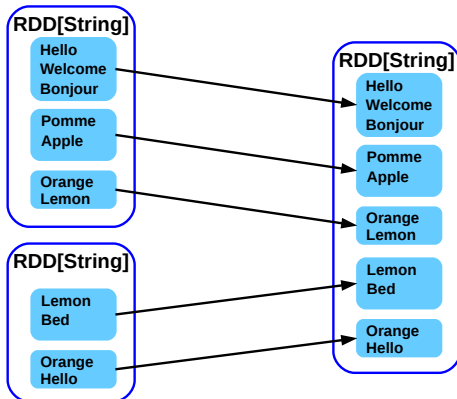 RDD[String]
Hello
Welcome
Bonjour
Pomme
Apple
Orange
Lemon
RDD[String]
Lemon
Bed
Orange
Hello
RDD[String]
Hello
Welcome
Bonjour
Pomme
Apple
Orange
Lemon
Lemon
Bed
Orange
Hello